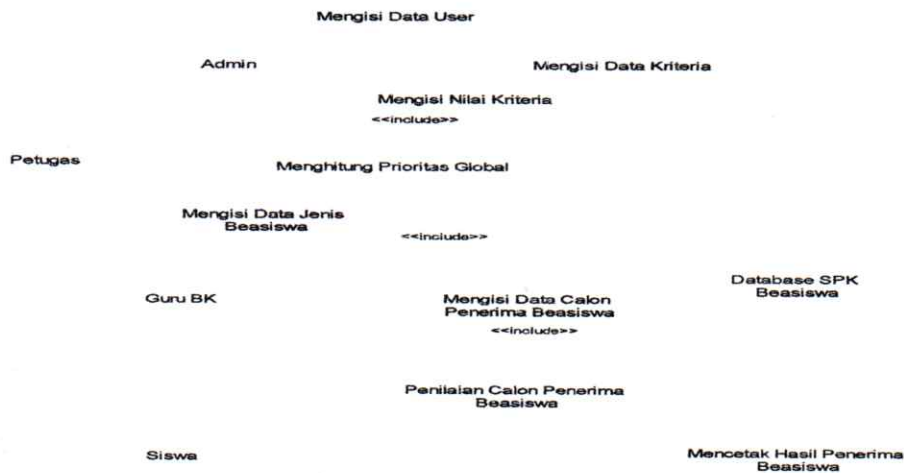 Mengisi Data User
Admin
Mengisi Data Kriteria
Mengisi Nilai Kriteria
<<include>>
Petugas
Menghitung Prioritas Global
Mengisi Data Jenis
Beasiswa
<<include>>
Database SPK
Beasiswa
Guru BK
Mengisi Data Calon
Penerima Beasiswa
<<include>>
Penilaian Calon Penerima
Beasiswa
Siswa
Mencetak Hasil Penerima
Beasiswa